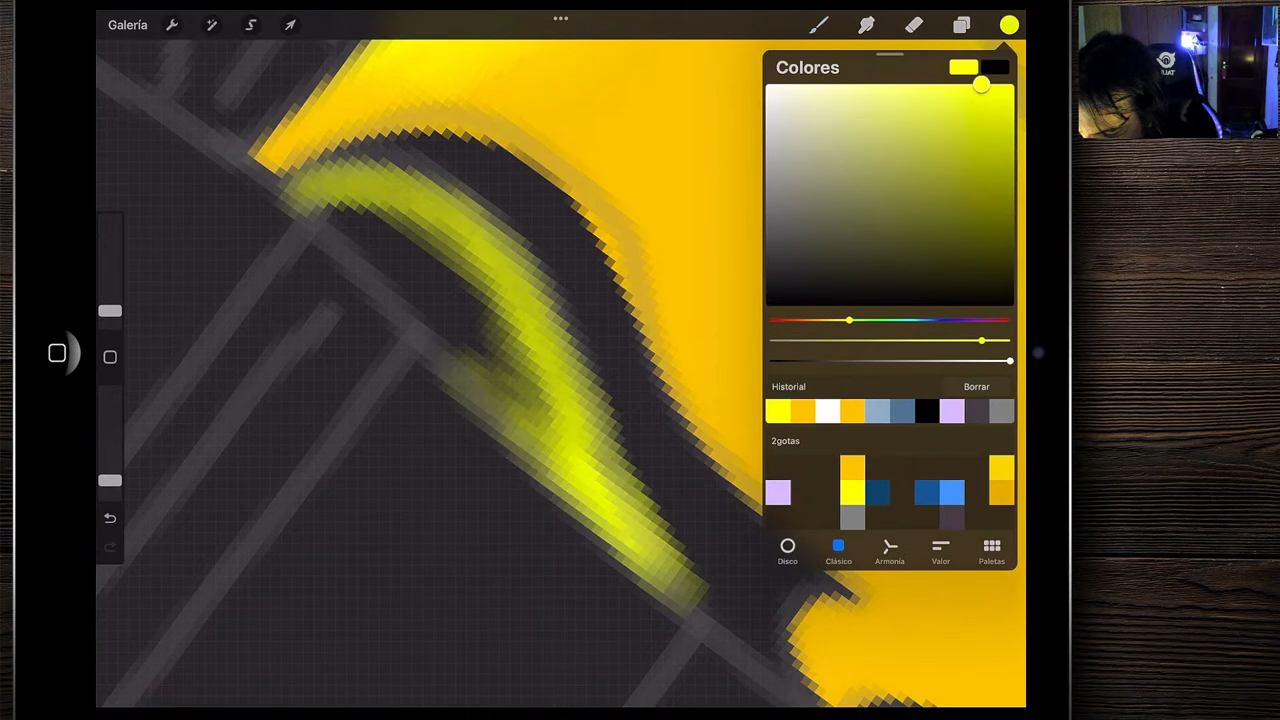 Galería
Colores
Historial
Borrar
2gotas
Disco
Clásico
Armonía
Valor
Paletas